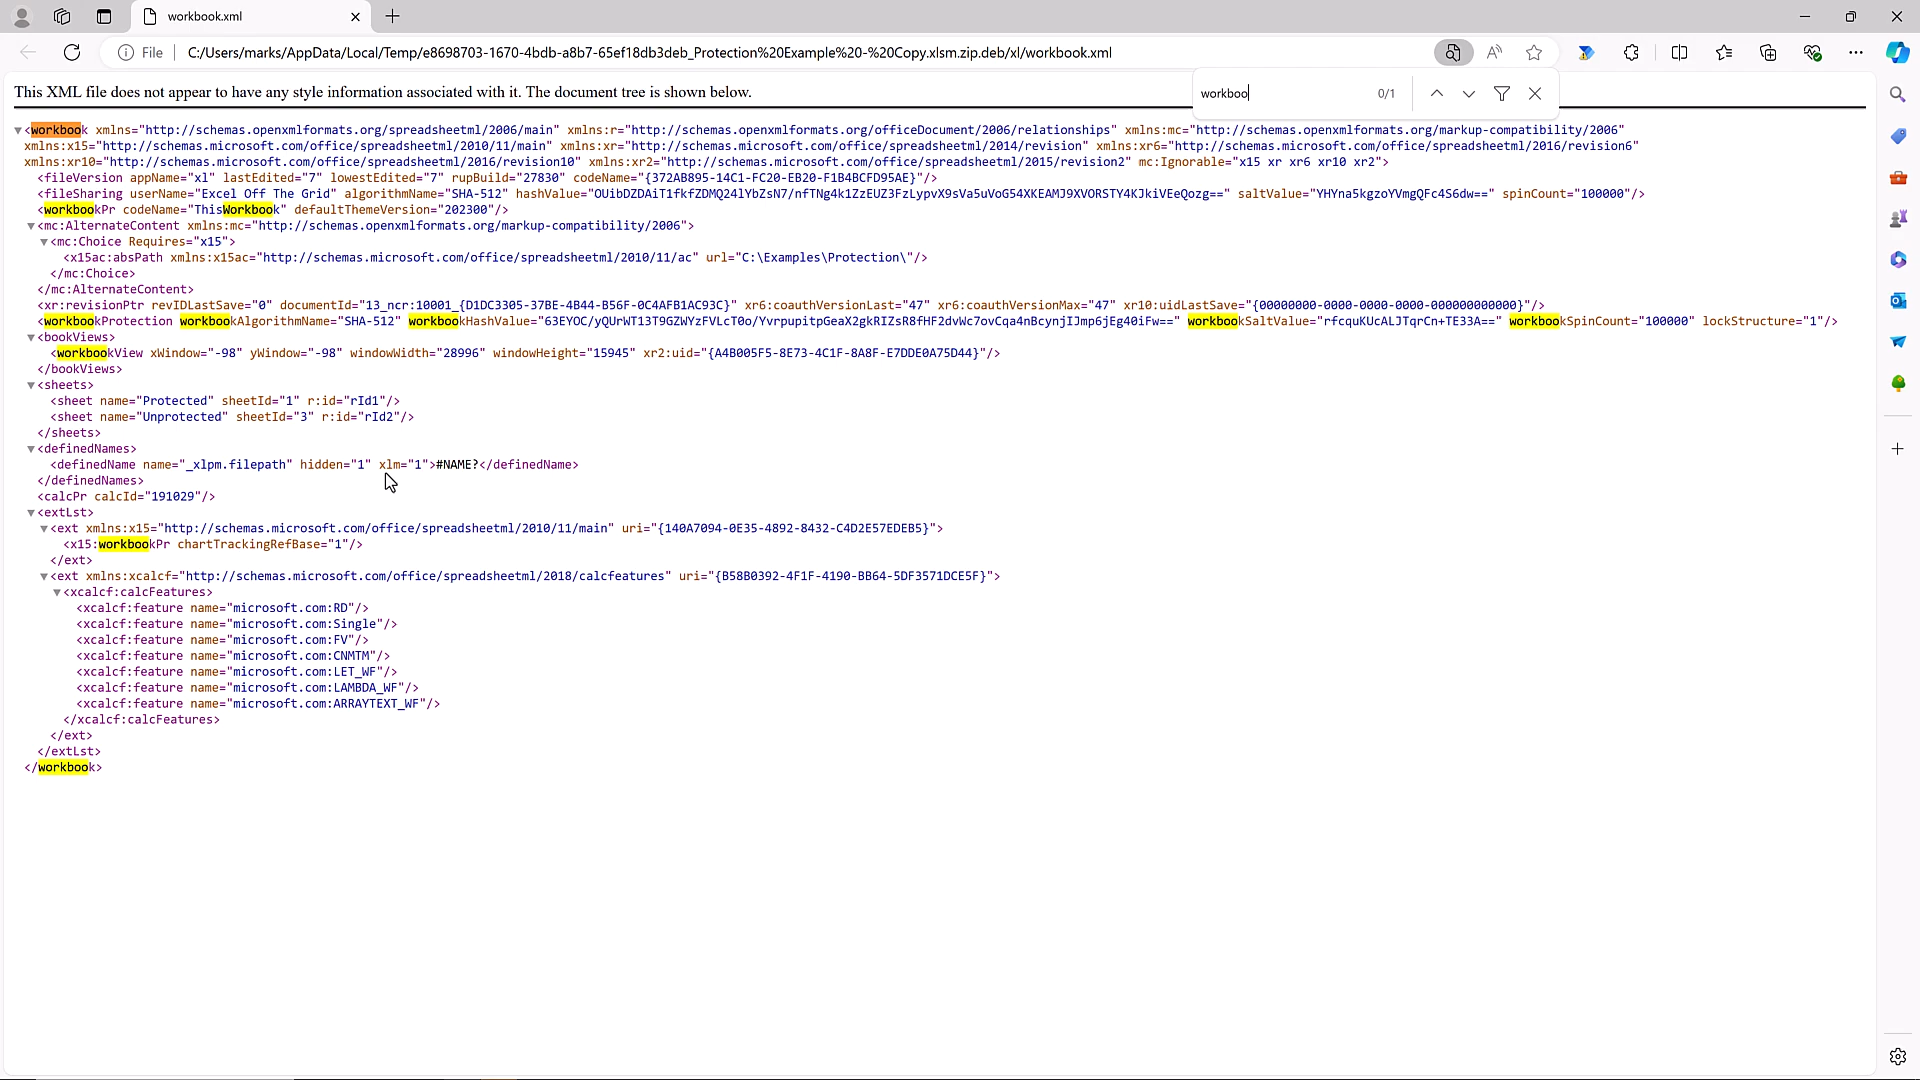 workbook.xml
File
C:/Users/marks/AppData/Local/Temp/e8698703-1670-4bdb-a8b7-65ef18db3deb_Protection%20Example%20-%20Copy.xlsm.zip.deb/xl/workbook.xml
workboo
0/1
This XML file does not appear to have any style information associated with it. The document tree is shown below.
<workbook xmlns="http://schemas.openxmlformats.org/spreadsheetml/2006/main" xmlns:r="http://schemas.openxmlformats.org/officeDocument/2006/relationships" xmlns:mc="http://schemas.openxmlformats.org/markup-compatibility/2006"
xmlns:x15="http://schemas.microsoft.com/office/spreadsheetml/2010/11/main" xmlns:xr="http://schemas.microsoft.com/office/spreadsheetml/2014/revision" xmlns:xr6="http://schemas.microsoft.com/office/spreadsheetml/2016/revision6"
xmlns:xr10="http://schemas.microsoft.com/office/spreadsheetml/2016/revision10" xmlns:xr2="http://schemas.microsoft.com/office/spreadsheetml/2015/revision2" mc:Ignorable="x15 xr xr6 xr10 xr2">
<fileVersion appName="xl" lastEdited="7" lowestEdited="7" rupBuild="27830" codeName="{372AB895-14C1-FC20-EB20-F1B4BCFD95AE}"/>
<fileSharing userName="Excel Off The Grid" algorithmName="SHA-512" hashValue="OUibDZDAiT1fkfZDMQ24lYbZsN7/nfTNg4k1ZzEUZ3FzLypvX9sVa5uVoG54XKEAMJ9XVORSTY4KJkiVEeQozg==" saltValue="YHYna5kgzoYVmgQFc4S6dw==" spinCount="100000"/>
<workbookPr codeName="ThisWorkbook" defaultThemeVersion="202300"/>
<mc:AlternateContent xmlns:mc="http://schemas.openxmlformats.org/markup-compatibility/2006">
<mc:Choice Requires="x15">
<x15ac:absPath xmlns:x15ac="http://schemas.microsoft.com/office/spreadsheetml/2010/11/ac" url="C:\Examples\Protection\"/>
</mc:Choice>
</mc:AlternateContent>
<xr:revisionPtr revIDLastSave="0" documentId="13_ncr:10001_{D1DC3305-37BE-4B44-B56F-0C4AFB1AC93C}" xr6:coauthVersionLast="47" xr6:coauthVersionMax="47" xr10:uidLastSave="{00000000-0000-0000-0000-000000000000}"/>
<workbookProtection workbookAlgorithmName="SHA-512" workbookHashValue="63EYOC/yQUrWT13T9GZWYzFVLcT0o/YvrpupitpGeaX2gkRIZsR8fHF2dvWc7ovCqa4nBcynjIJmp6jEg40iFw==" workbookSaltValue="rfcquKUcALJTqrCn+TE33A==" workbookSpinCount="100000" lockStructure="1"/>
<bookViews>
<workbookView xWindow="-98" yWindow="-98" windowWidth="28996" windowHeight="15945" xr2:uid="{A4B005F5-8E73-4C1F-8A8F-E7DDE0A75D44}"/>
</bookViews>
<sheets>
<sheet name="Protected" sheetId="1" r:id="rId1"/>
<sheet name="Unprotected" sheetId="3" r:id="rId2"/>
</sheets>
<definedNames>
<definedName name="_xlpm.filepath" hidden="1" xlm="1">#NAME?</definedName>
</definedNames>
<calcPr calcId="191029"/>
<extLst>
<ext xmlns:x15="http://schemas.microsoft.com/office/spreadsheetml/2010/11/main" uri="{140A7094-0E35-4892-8432-C4D2E57EDEB5}">
<x15:workbookPr chartTrackingRefBase="1"/>
</ext>
<ext xmlns:xcalcf="http://schemas.microsoft.com/office/spreadsheetml/2018/calcfeatures" uri="{B58B0392-4F1F-4190-BB64-5DF3571DCE5F}">
<xcalcf:calcFeatures>
<xcalcf:feature name="microsoft.com:RD"/>
<xcalcf:feature name="microsoft.com:Single"/>
<xcalcf:feature name="microsoft.com:FV"/>
<xcalcf:feature name="microsoft.com:CNMTM"/>
<xcalcf:feature name="microsoft.com:LET_WF"/>
<xcalcf:feature name="microsoft.com:LAMBDA_WF"/>
<xcalcf:feature name="microsoft.com:ARRAYTEXT_WF"/>
</xcalcf:calcFeatures>
</ext>
</extLst>
</workbook>